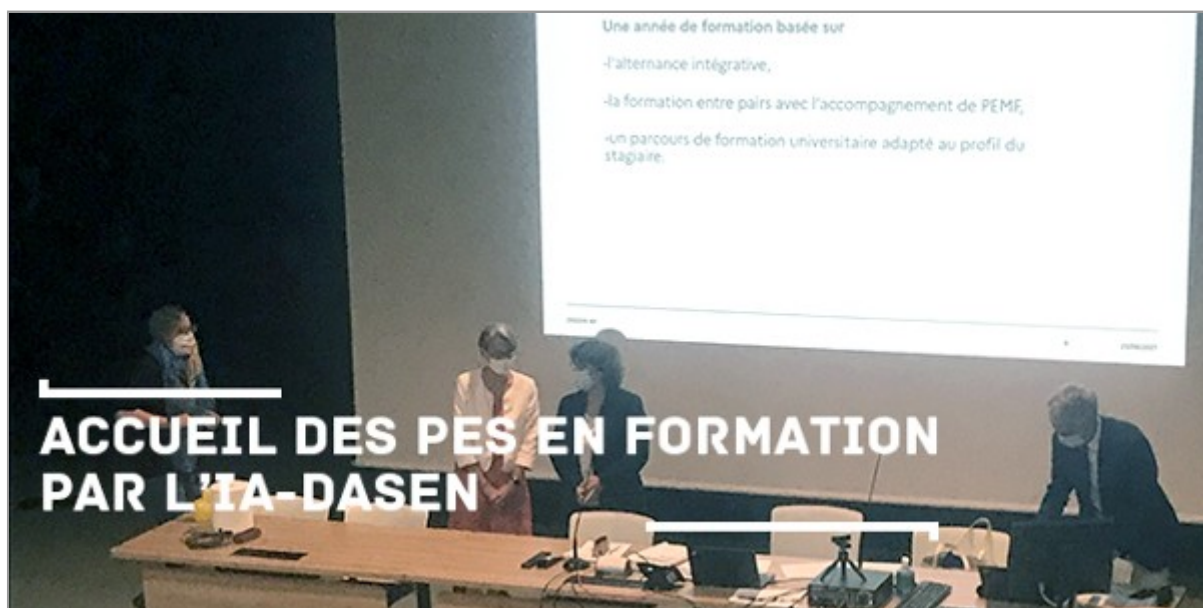 Une année de formation basée sur
-l'alternance intégrative,
-la formation entre pairs avec l'accompagnement de PEMF,
-un parcours de formation universitaire adapté au profil du
stagiaire.
ACCUEIL DES PES EN FORMATION
PAR L'IA-DASEN